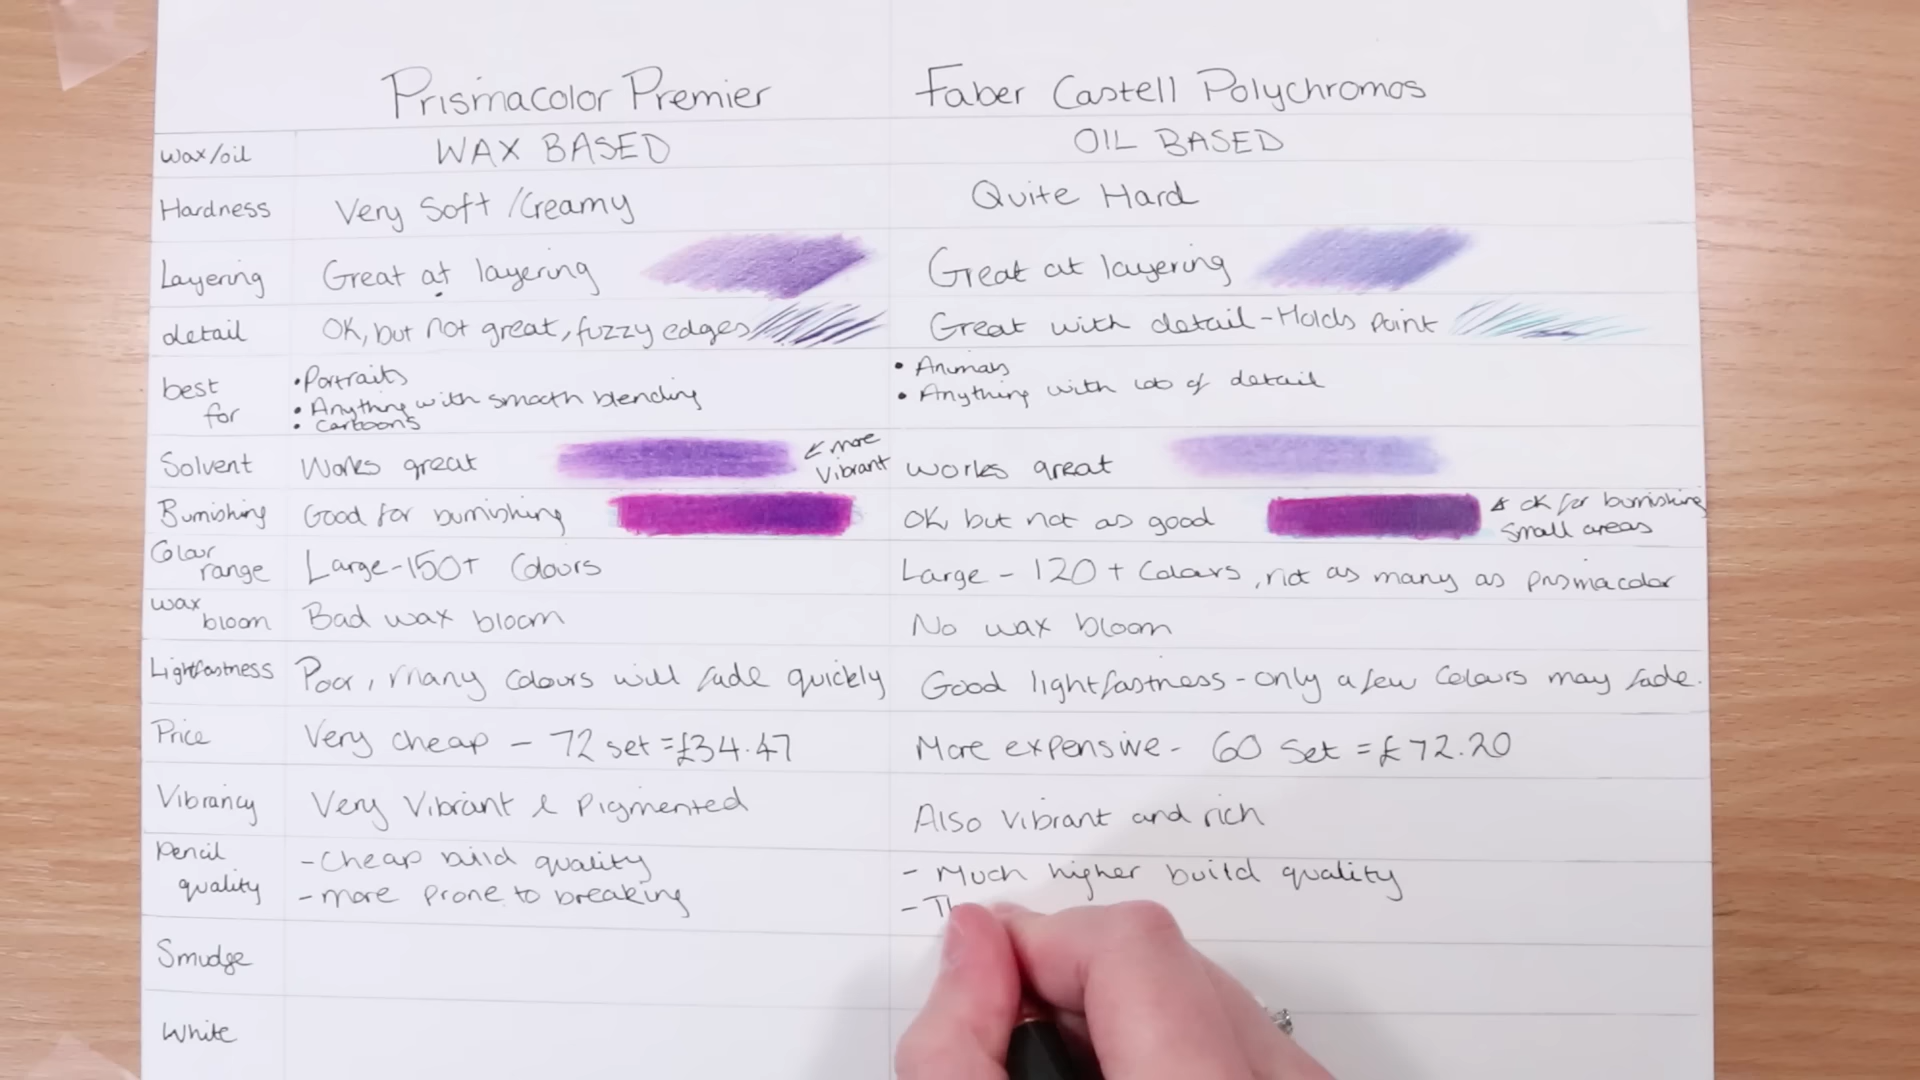 Prismacolor Premier Faber Castell Polychromos
wax/oil WAX BASED OIL BASED
Hardness Very Soft /Creamy Quite Hard
Layering Great at layering Great at layering
detail OK, but not great, fuzzy edges Great with detail - Holds point
best for
• Portraits
• Anything with smooth blending
• Cartoons
• Animals
• Anything with lots of detail
Solvent Works great ← more Vibrant works great
Burnishing Good for burnishing OK, but not as good ← ok for burnishing small areas
Colour range Large - 150+ Colours Large - 120+ Colours, not as many as prismacolor
wax bloom Bad wax bloom No wax bloom
Lightfastness Poor, many colours will fade quickly Good lightfastness - only a few colours may fade.
Price Very cheap - 72 set = £34.47 More expensive - 60 Set = £72.20
Vibrancy Very Vibrant & Pigmented Also vibrant and rich
Pencil quality
- Cheap build quality
- more prone to breaking
- Much higher build quality
- Th
Smudge
White